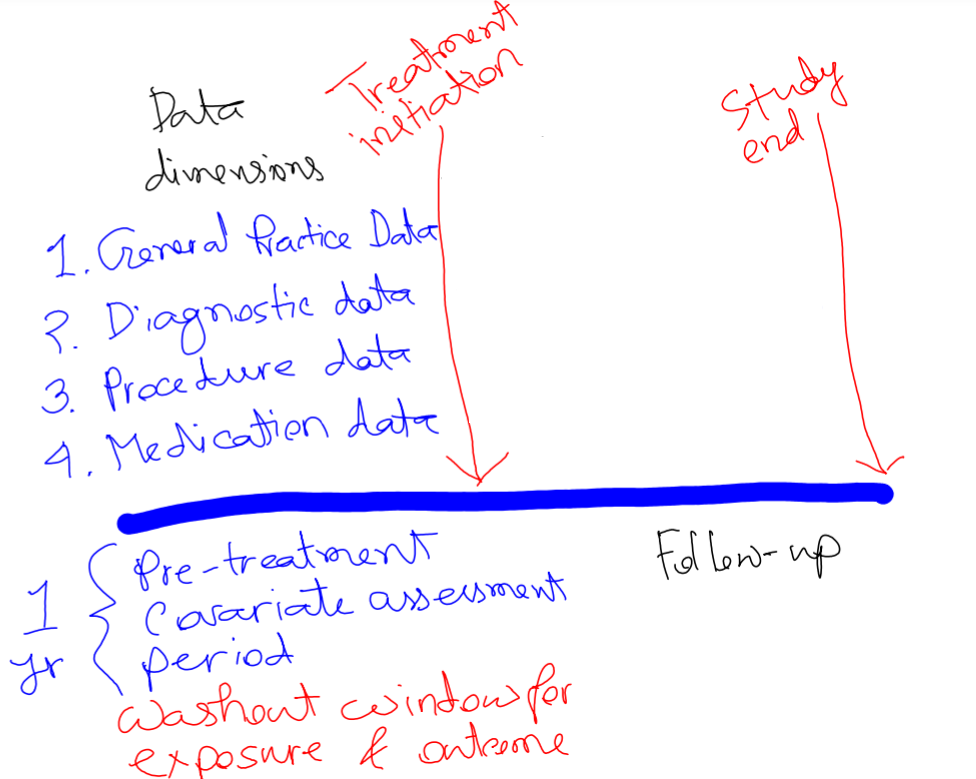 Data
dimensions
Treatment
initiation
Study
end
1. General Practice Data
2. Diagnostic data
3. Procedure data
4. Medication data
1
yr
Pre-treatment
Covariate assessment
period
Washout window for
exposure & outcome
Follow-up